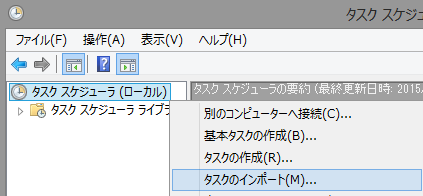 タスク スケジューラ
ファイル(F) 操作(A) 表示(V) ヘルプ(H)
タスク スケジューラ (ローカル)
タスク スケジューラの要約 (最終更新日時: 2015/
タスク スケジューラ ライブラ
別のコンピューターへ接続(C)...
基本タスクの作成(B)...
タスクの作成(R)...
タスクのインポート(M)...